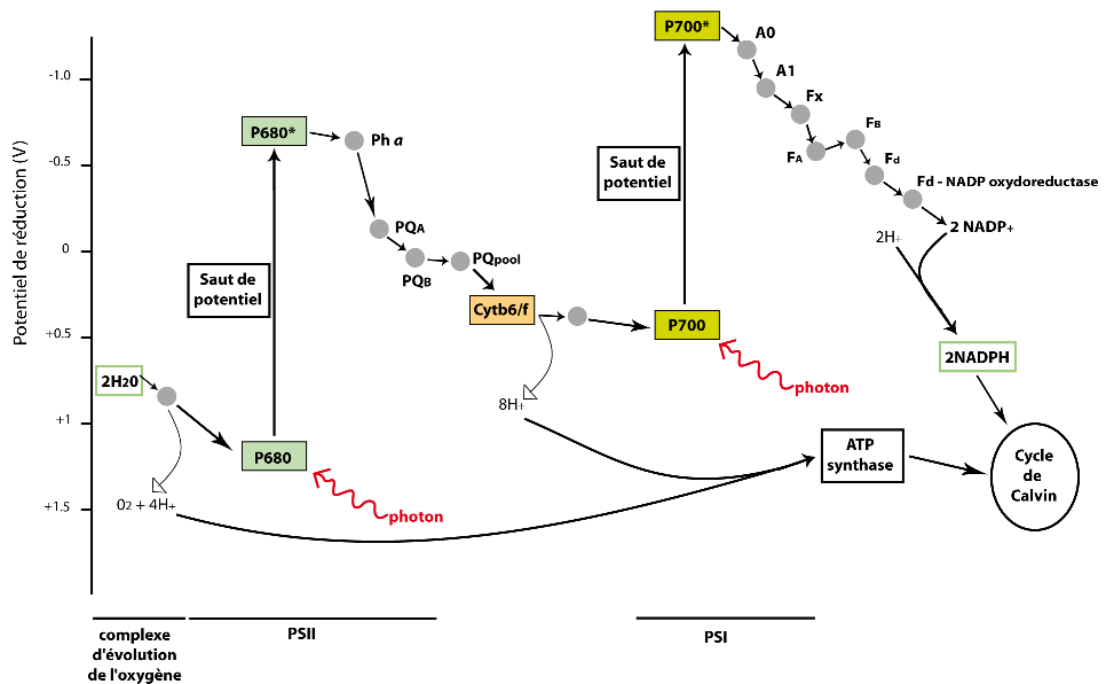 Potentiel de réduction (V)
-1.0
-0.5
0
+0.5
+1
+1.5
2H20
O2 + 4H+
P680
photon
Saut de
potentiel
P680*
Ph a
PQA
PQB
PQpool
Cytb6/f
8H+
P700
photon
Saut de
potentiel
P700*
A0
A1
Fx
FA
FB
Fd
Fd - NADP oxydoreductase
2 NADP+
2H+
2NADPH
ATP
synthase
Cycle
de
Calvin
complexe
d'évolution
de l'oxygène
PSII
PSI